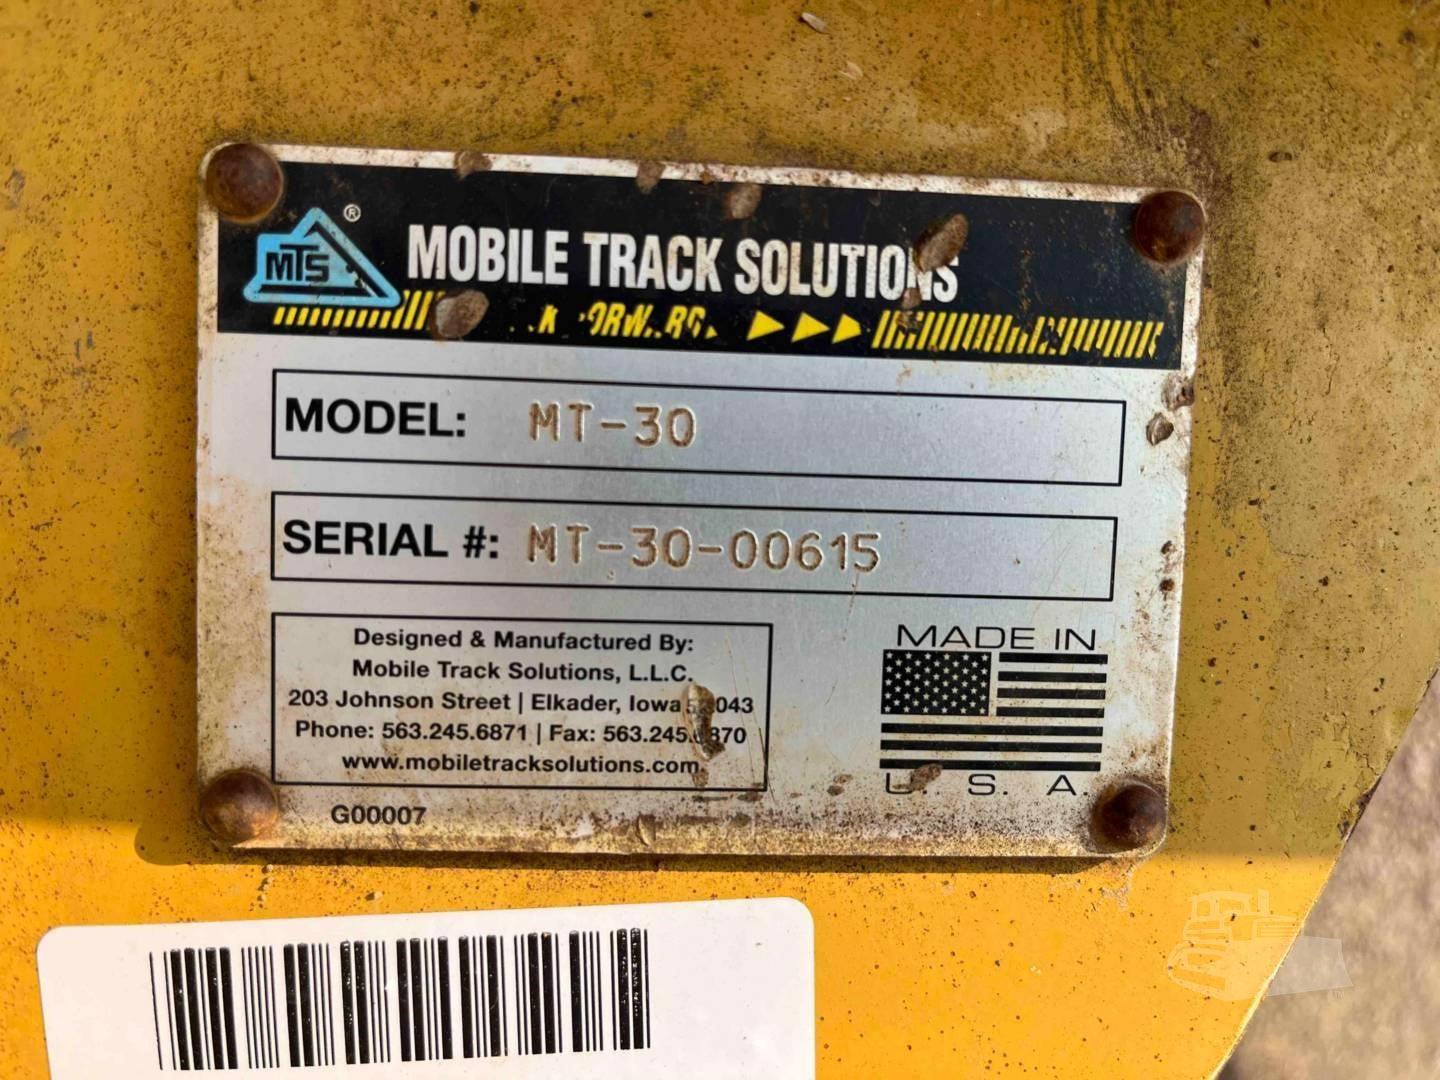 MTS ®
MOBILE TRACK SOLUTIONS
MODEL: MT-30
SERIAL #: MT-30-00615
Designed & Manufactured By:
Mobile Track Solutions, L.L.C.
203 Johnson Street | Elkader, Iowa
Phone: 563.245.6871 | Fax:
www.mobiletracksolutions.com
G00007
MADE IN
U. S. A.